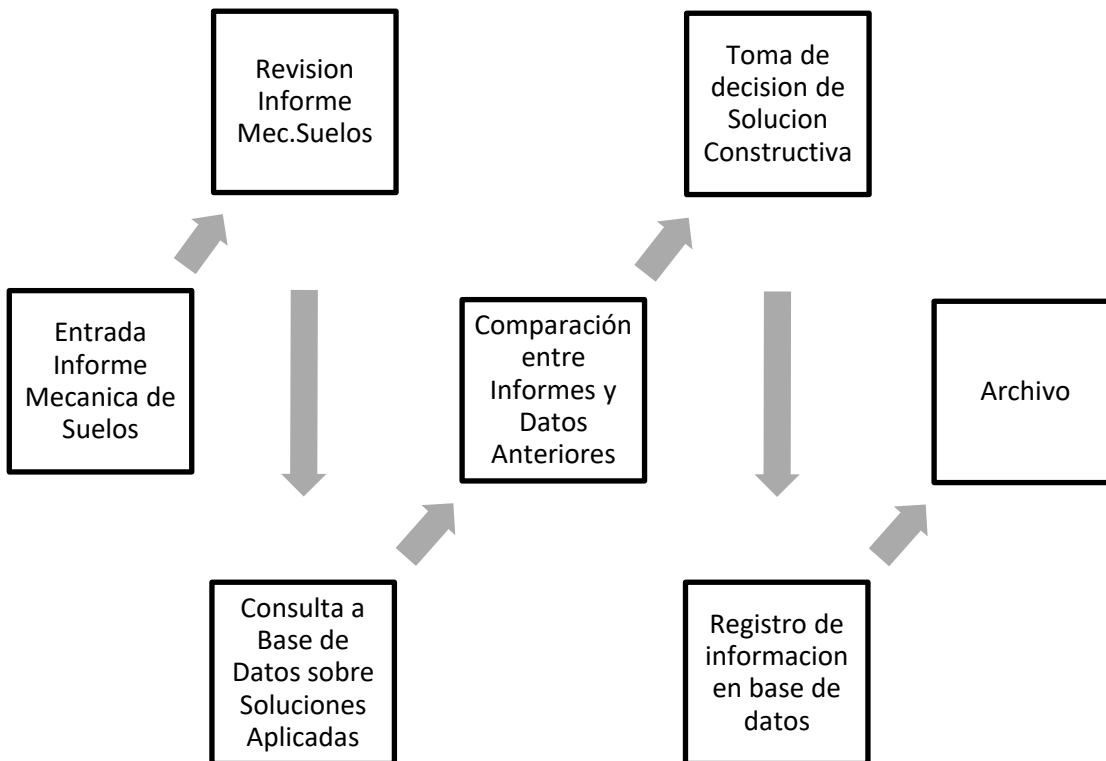 Entrada
Informe
Mecanica de
Suelos
Revision
Informe
Mec.Suelos
Consulta a
Base de
Datos sobre
Soluciones
Aplicadas
Comparación
entre
Informes y
Datos
Anteriores
Toma de
decision de
Solucion
Constructiva
Registro de
informacion
en base de
datos
Archivo